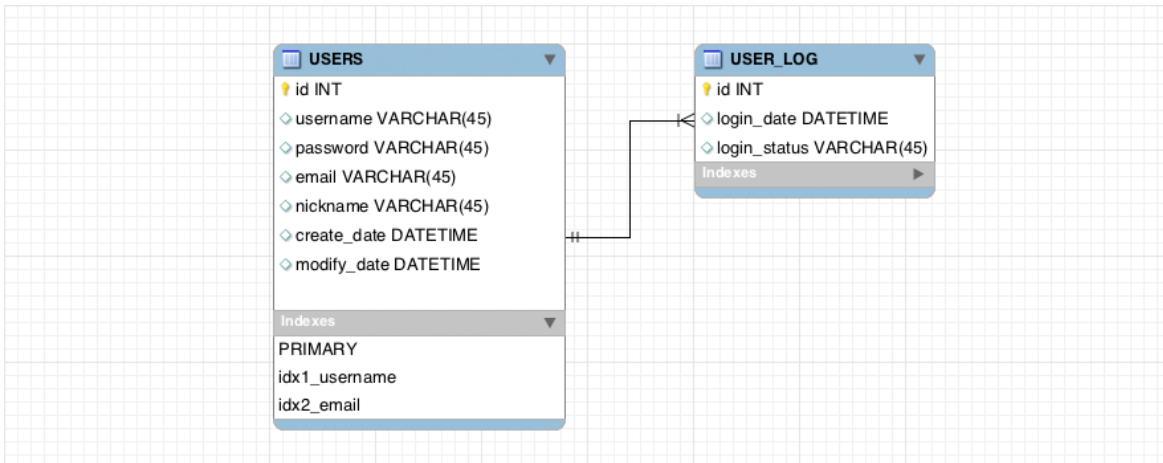 USERS
id INT
username VARCHAR(45)
password VARCHAR(45)
email VARCHAR(45)
nickname VARCHAR(45)
create_date DATETIME
modify_date DATETIME
Indexes
PRIMARY
idx1_username
idx2_email
USER_LOG
id INT
login_date DATETIME
login_status VARCHAR(45)
Indexes